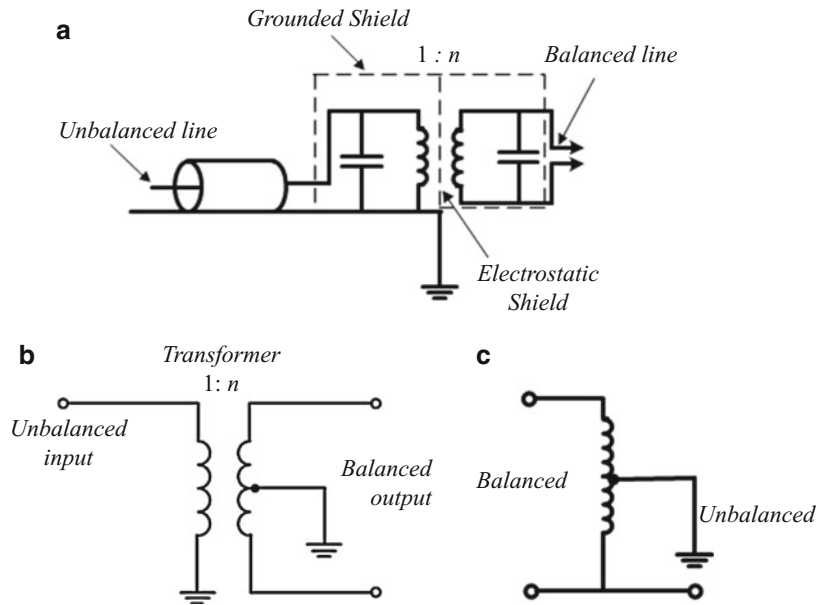 a
Grounded Shield
1 : n
Balanced line
Unbalanced line
Electrostatic
Shield
b
Transformer
1: n
Unbalanced
input
Balanced
output
c
Balanced
Unbalanced